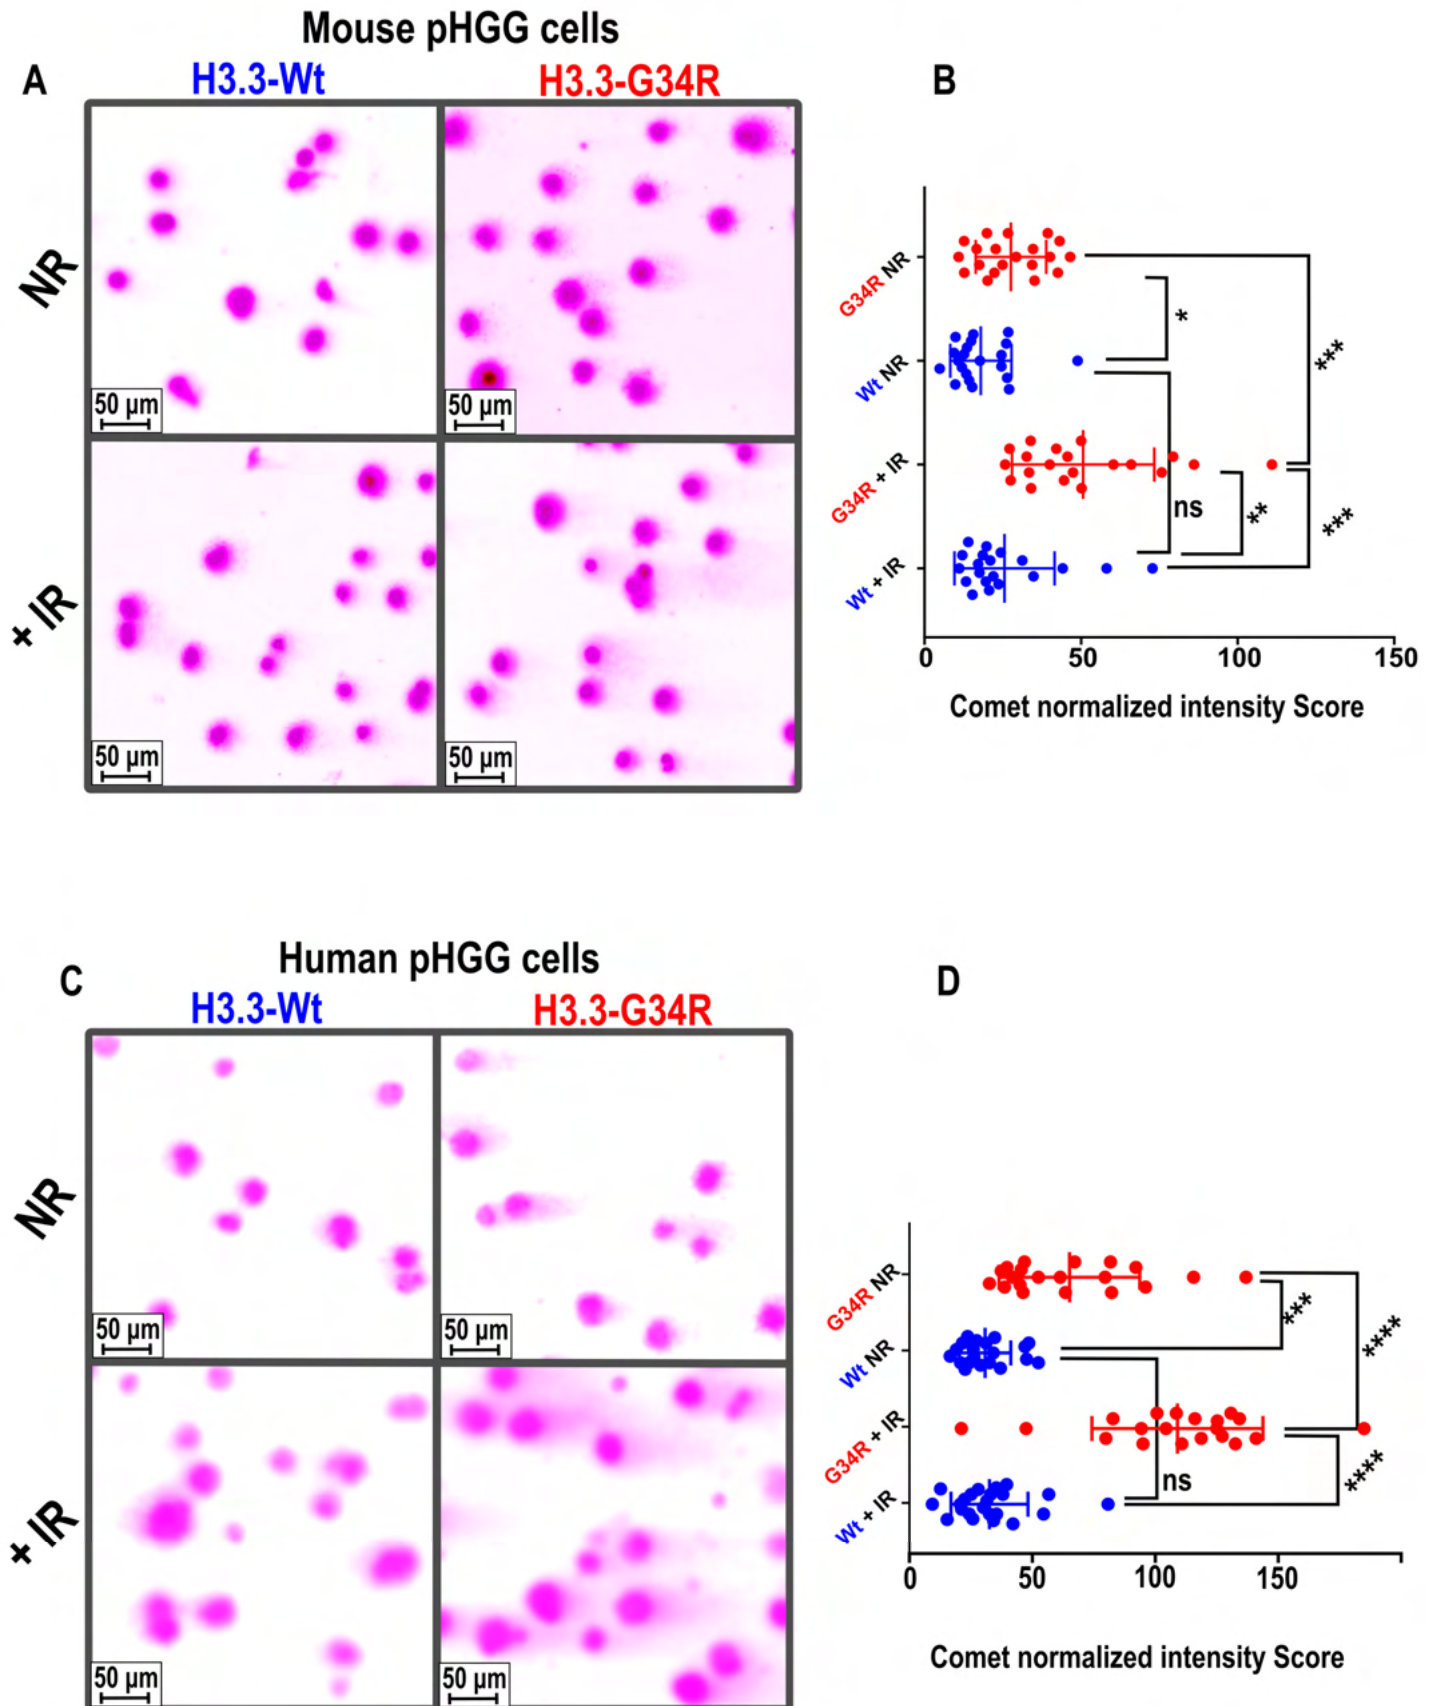 Mouse pHGG cells
A
H3.3-Wt
H3.3-G34R
B
NR
50 µm
50 µm
+ IR
50 µm
50 µm
G34R NR
Wt NR
G34R + IR
Wt + IR
*
***
ns
**
***
0 50 100 150
Comet normalized intensity Score
Human pHGG cells
C
H3.3-Wt
H3.3-G34R
D
NR
50 µm
50 µm
+ IR
50 µm
50 µm
G34R NR
Wt NR
G34R + IR
Wt + IR
***
****
ns
****
0 50 100 150
Comet normalized intensity Score